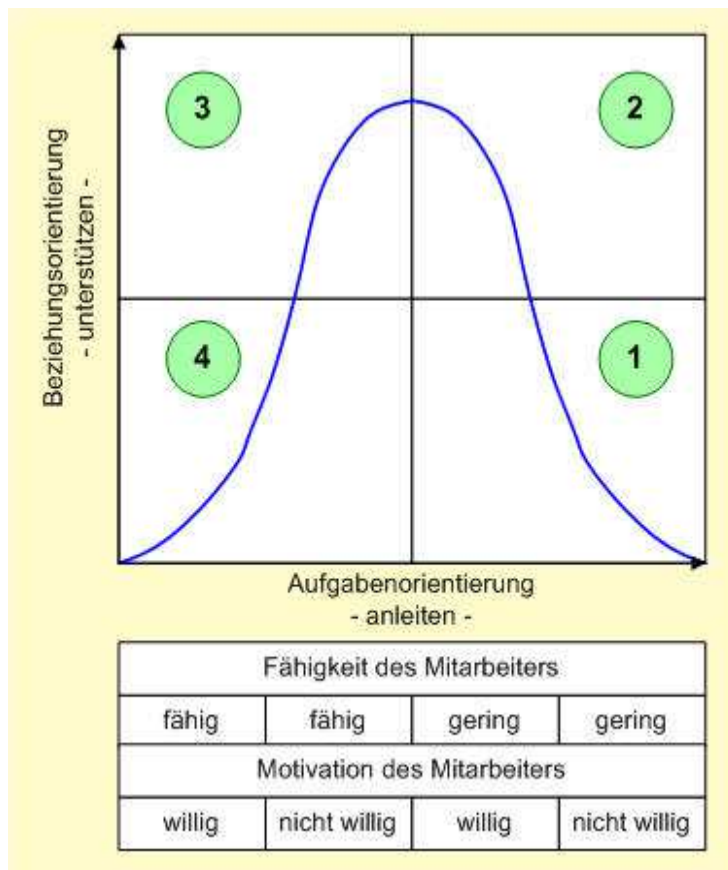 3
2
Beziehungsorientierung
- unterstützen -
4
1
Aufgabenorientierung
- anleiten -
Fähigkeit des Mitarbeiters
fähig fähig gering gering
Motivation des Mitarbeiters
willig nicht willig willig nicht willig